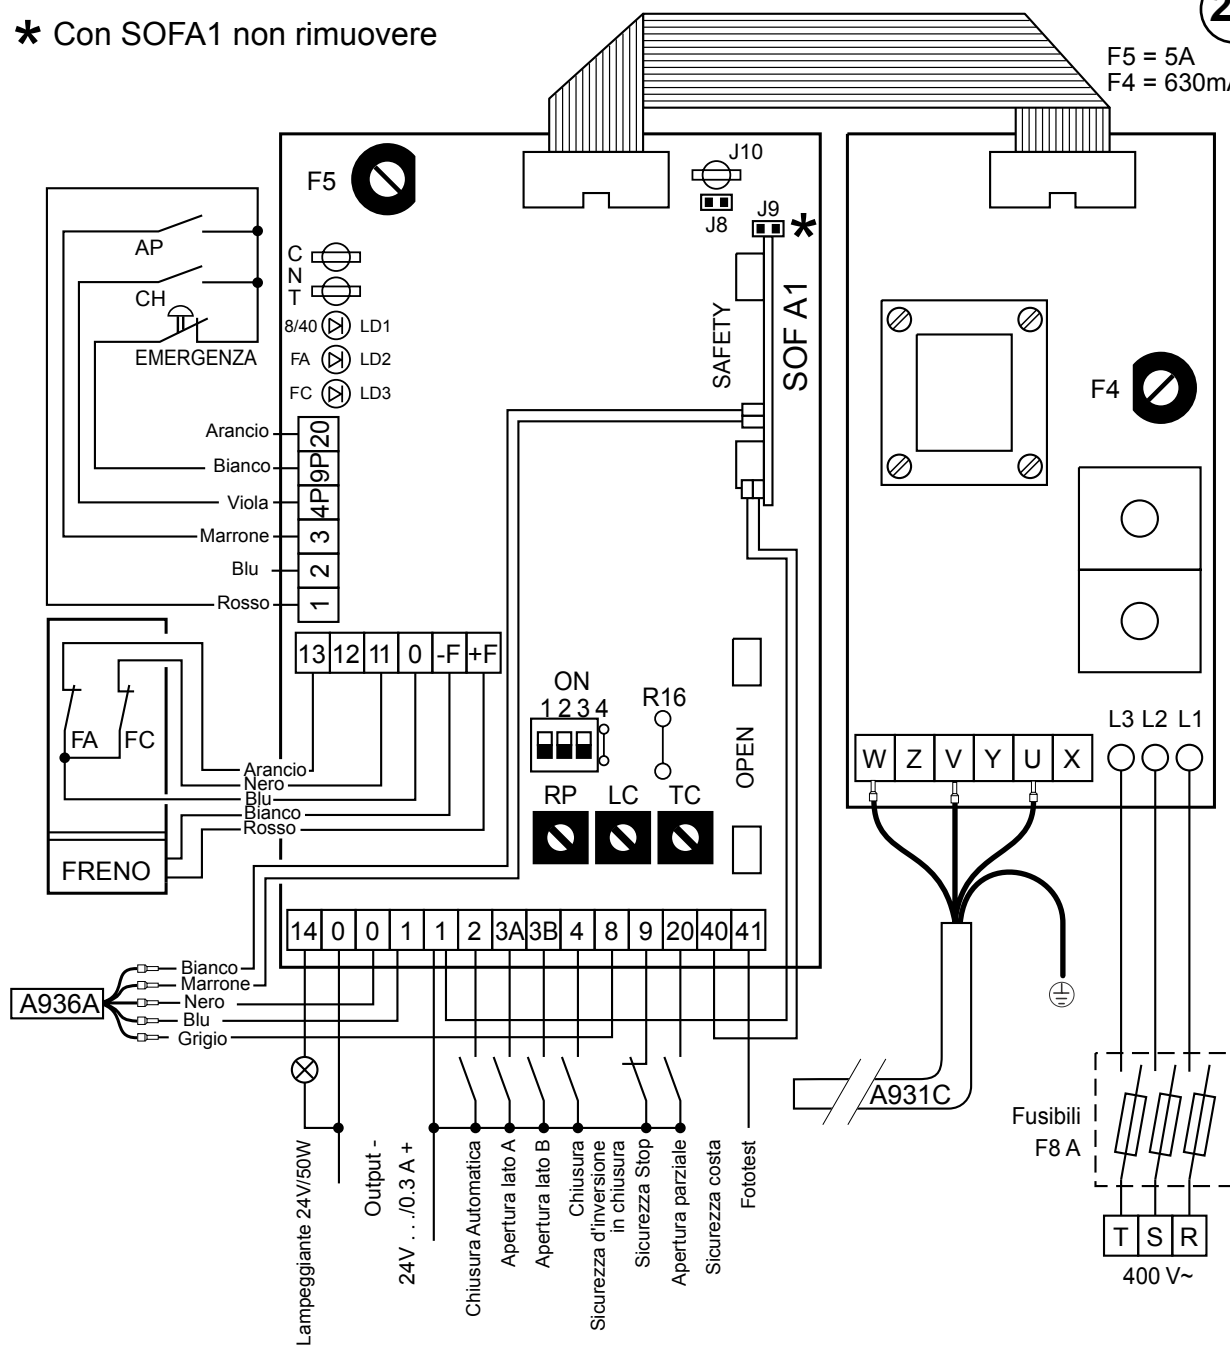 * Con SOFA1 non rimuovere
2
F5 = 5A
F4 = 630mA
F5
J10
J8
J9 *
C
N
T
8/40 LD1
FA LD2
FC LD3
SAFETY
SOF A1
F4
AP
CH
EMERGENZA
Arancio 20
Bianco 9P
Viola 4P
Marrone 3
Blu 2
Rosso 1
13 12 11 0 -F +F
FA FC
FRENO
Arancio
Nero
Blu
Bianco
Rosso
ON
1 2 3 4
R16
OPEN
RP LC TC
W Z V Y U X
L3 L2 L1
14 0 0 1 1 2 3A 3B 4 8 9 20 40 41
A936A
Bianco
Marrone
Nero
Blu
Grigio
Lampeggiante 24V/50W
Output -
24V . . ./0.3 A +
Chiusura Automatica
Apertura lato A
Apertura lato B
Chiusura
Sicurezza d'inversione
in chiusura
Sicurezza Stop
Apertura parziale
Sicurezza costa
Fototest
A931C
Fusibili
F8 A
T S R
400 V~